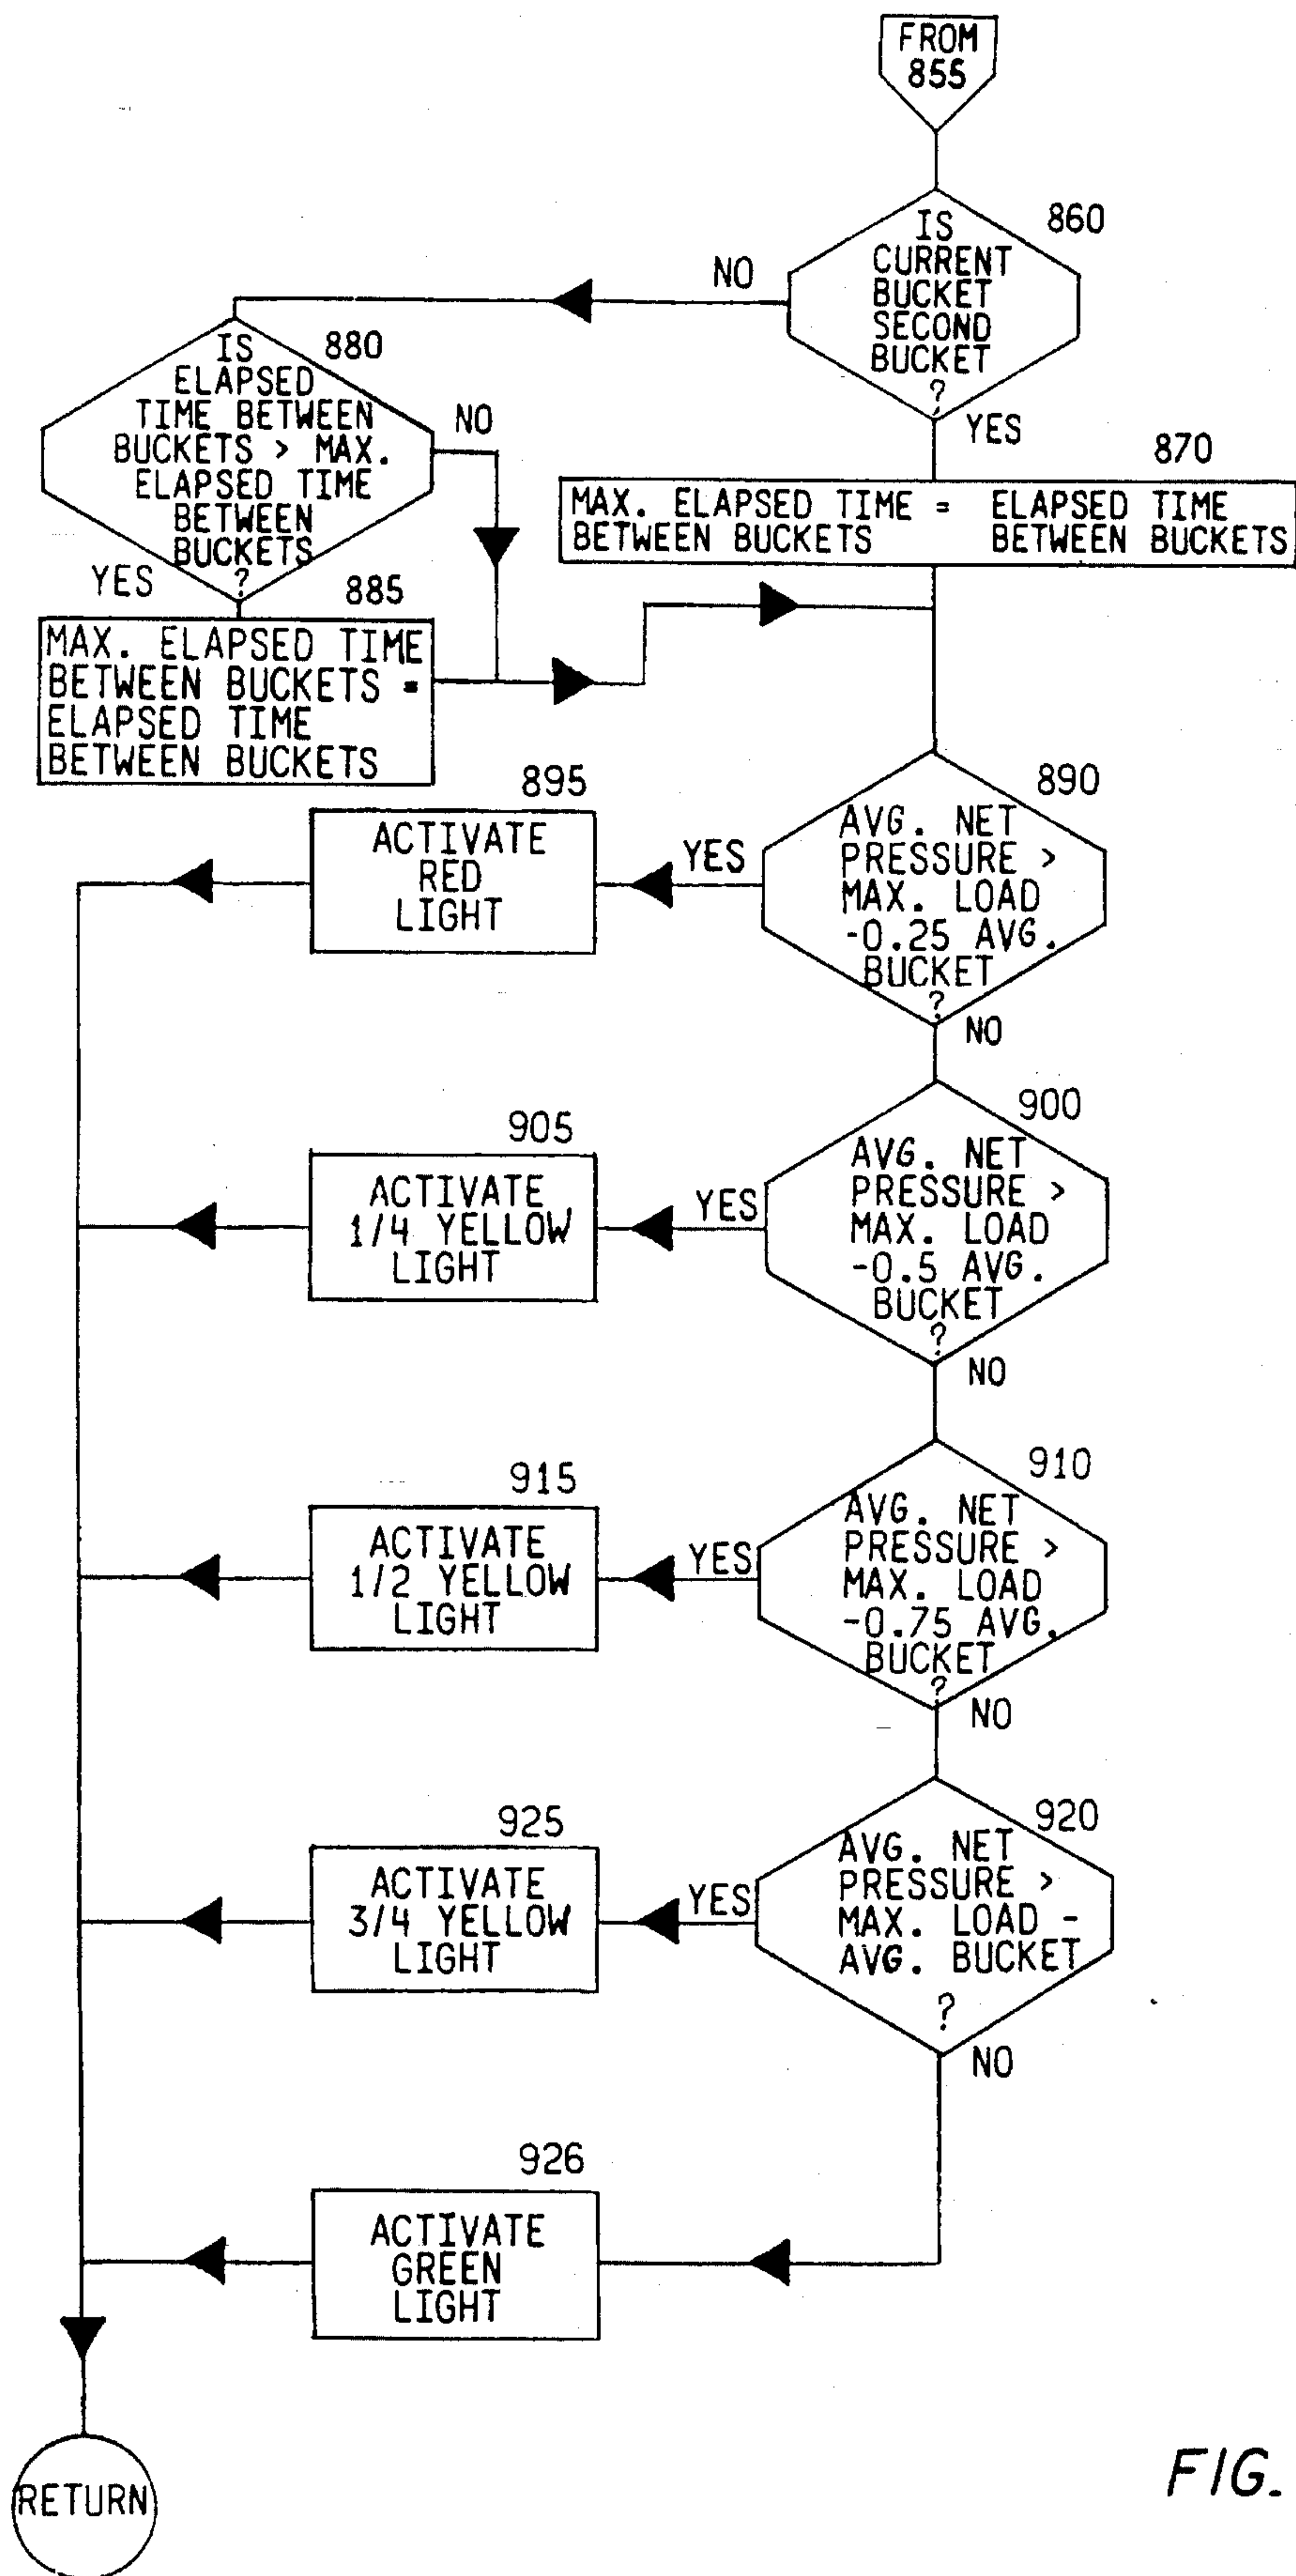 FROM
855
860
IS
CURRENT
BUCKET
SECOND
BUCKET
?
NO
YES
880
IS
ELAPSED
TIME BETWEEN
BUCKETS > MAX.
ELAPSED TIME
BETWEEN
BUCKETS
?
NO
YES
870
MAX. ELAPSED TIME = ELAPSED TIME
BETWEEN BUCKETS BETWEEN BUCKETS
885
MAX. ELAPSED TIME
BETWEEN BUCKETS =
ELAPSED TIME
BETWEEN BUCKETS
890
AVG. NET
PRESSURE >
MAX. LOAD
-0.25 AVG.
BUCKET
?
YES
NO
895
ACTIVATE
RED
LIGHT
900
AVG. NET
PRESSURE >
MAX. LOAD
-0.5 AVG.
BUCKET
?
YES
NO
905
ACTIVATE
1/4 YELLOW
LIGHT
910
AVG. NET
PRESSURE >
MAX. LOAD
-0.75 AVG.
BUCKET
?
YES
NO
915
ACTIVATE
1/2 YELLOW
LIGHT
920
AVG. NET
PRESSURE >
MAX. LOAD -
AVG. BUCKET
?
YES
NO
925
ACTIVATE
3/4 YELLOW
LIGHT
926
ACTIVATE
GREEN
LIGHT
RETURN
FIG.